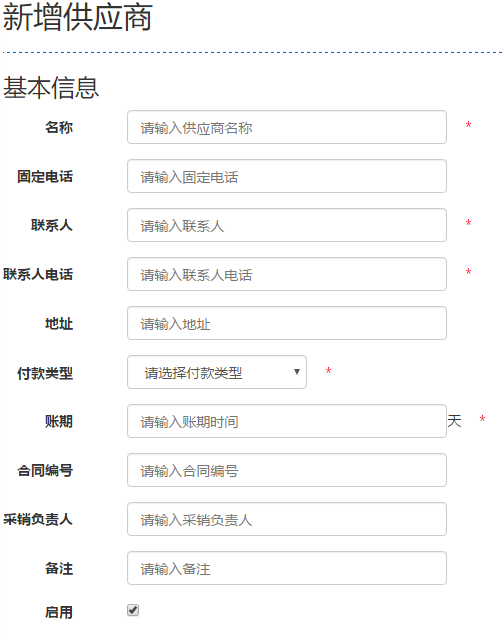 新增供应商
基本信息
名称 请输入供应商名称 *
固定电话 请输入固定电话
联系人 请输入联系人 *
联系人电话 请输入联系人电话 *
地址 请输入地址
付款类型 请选择付款类型 *
账期 请输入账期时间 天 *
合同编号 请输入合同编号
采销负责人 请输入采销负责人
备注 请输入备注
启用